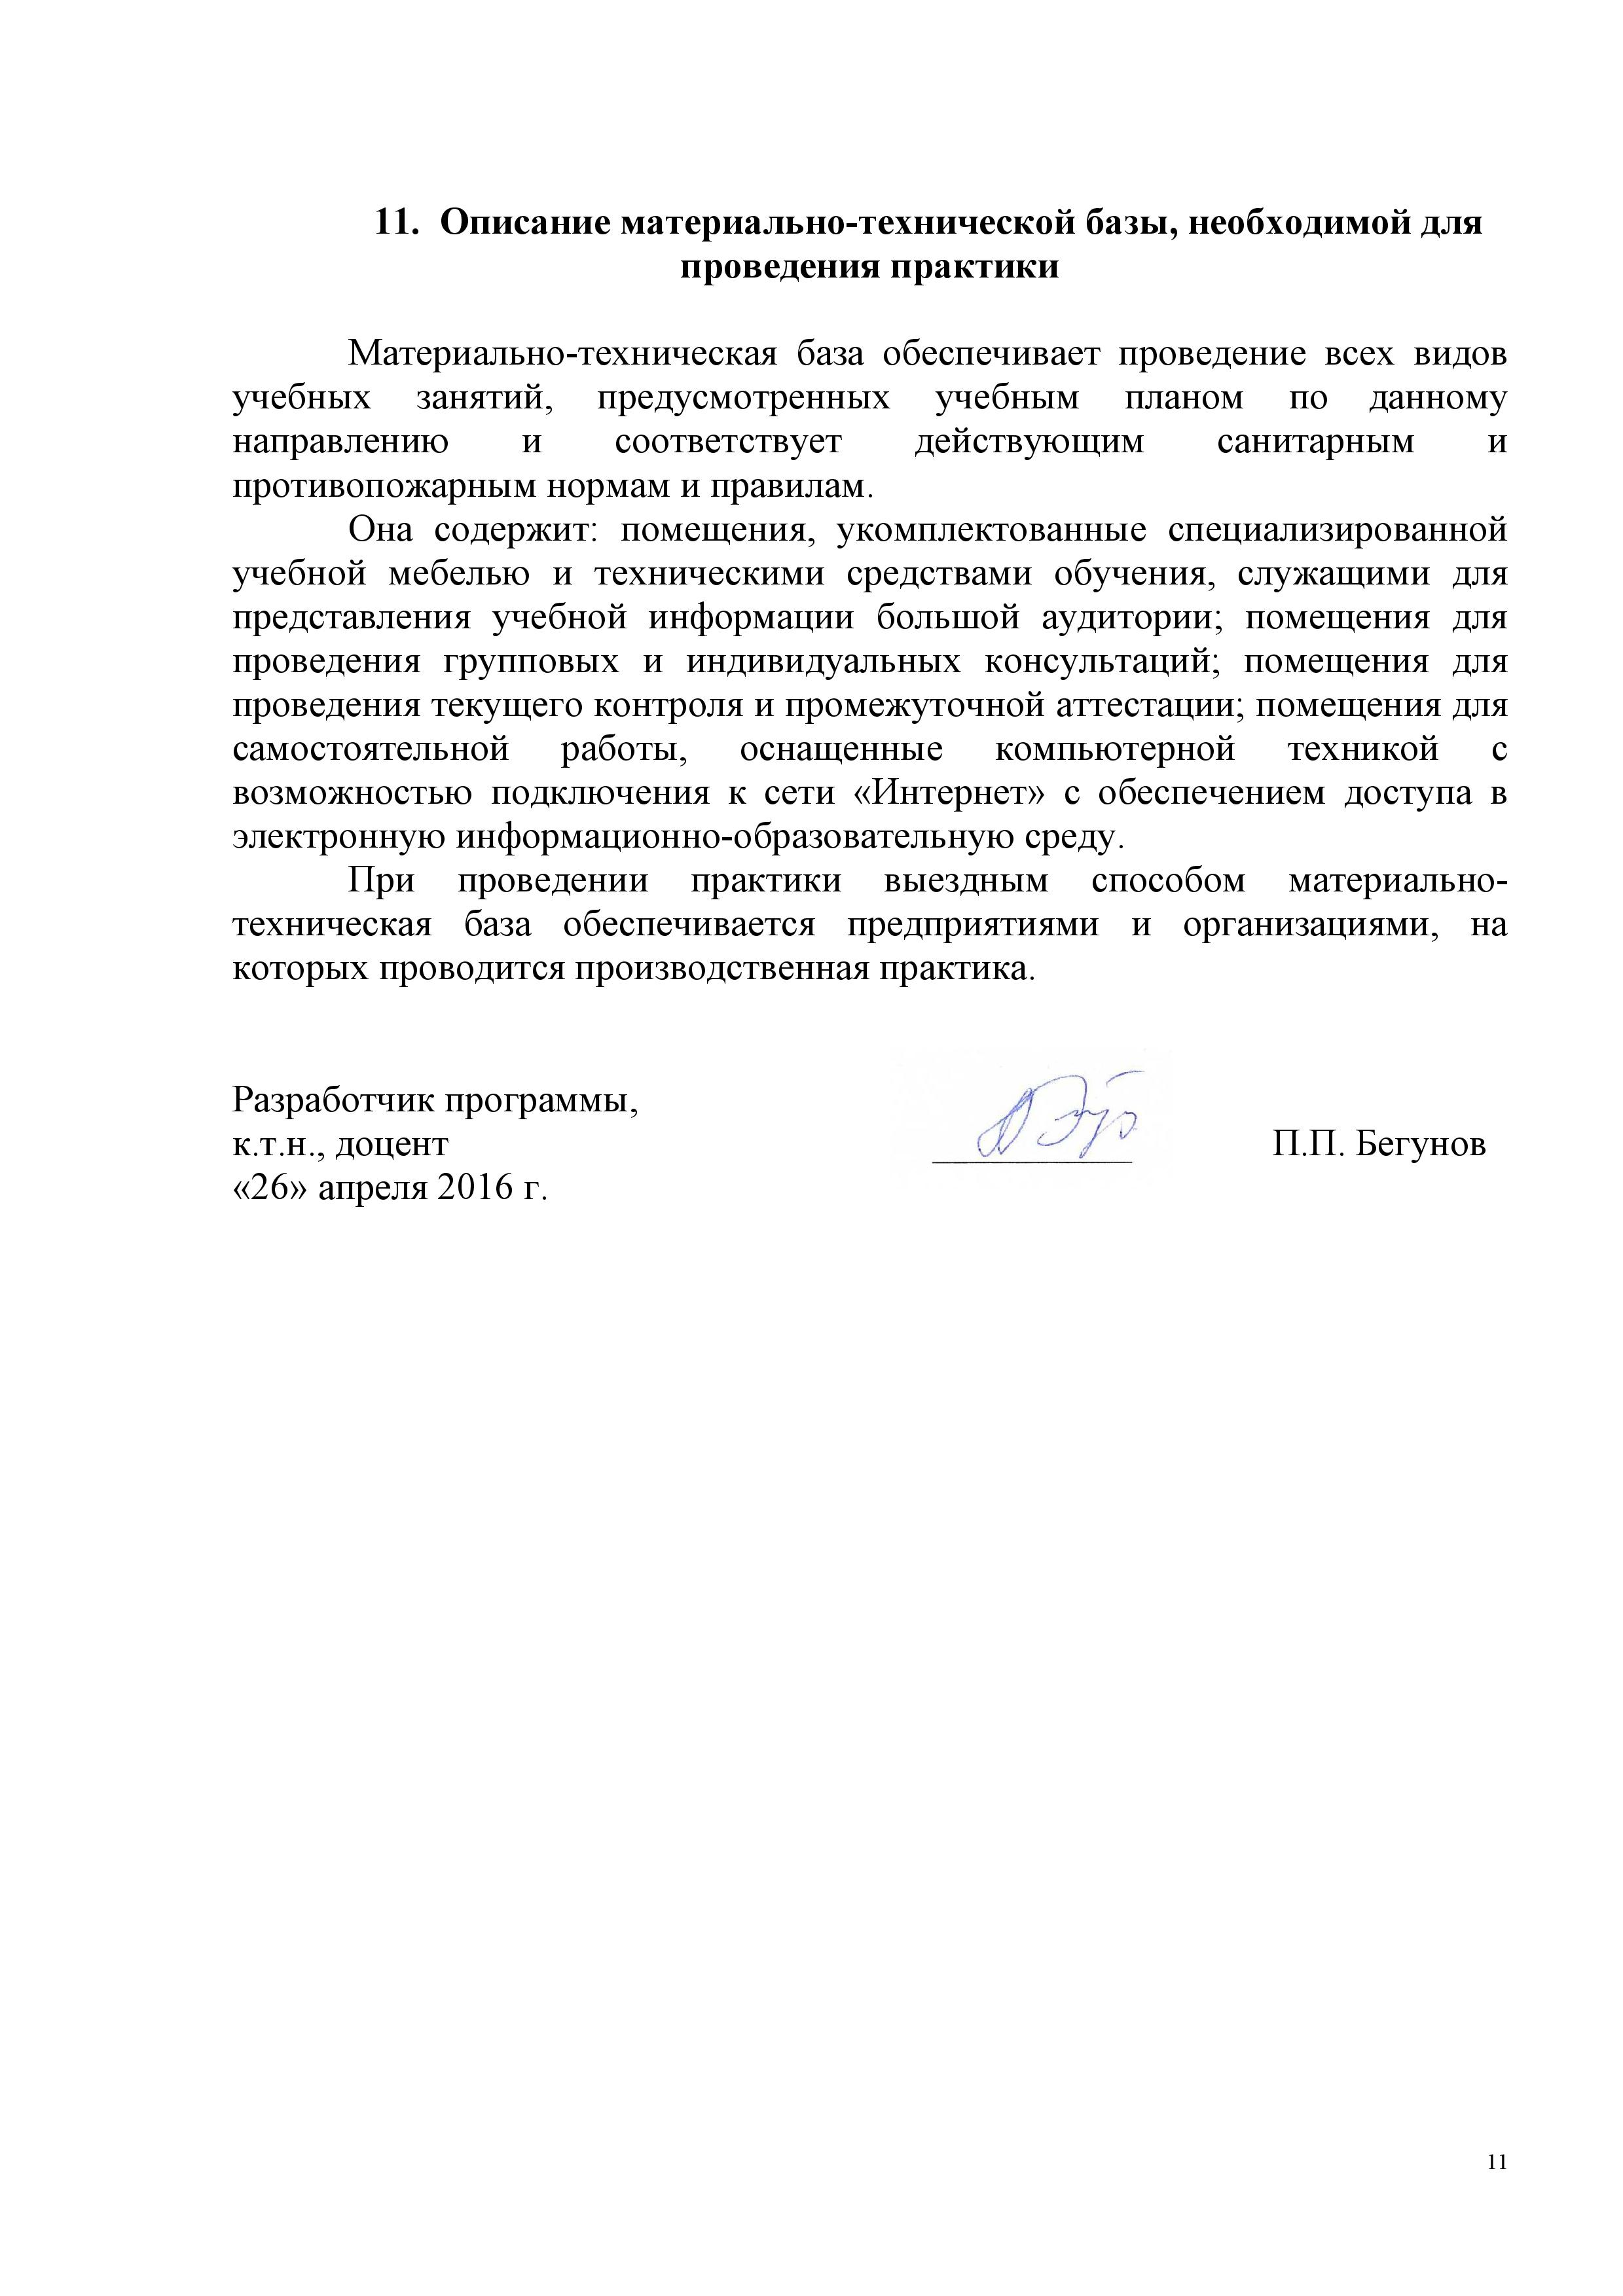 11. Описание материально-технической базы, необходимой для
проведения практики
Материально-техническая база обеспечивает проведение всех видов
учебных занятий, предусмотренных учебным планом по данному
направлению и соответствует действующим санитарным и
противопожарным нормам и правилам.
Она содержит: помещения, укомплектованные специализированной
учебной мебелью и техническими средствами обучения, служащими для
представления учебной информации большой аудитории; помещения для
проведения групповых и индивидуальных консультаций; помещения для
проведения текущего контроля и промежуточной аттестации; помещения для
самостоятельной работы, оснащенные компьютерной техникой с
возможностью подключения к сети «Интернет» с обеспечением доступа в
электронную информационно-образовательную среду.
При проведении практики выездным способом материально-
техническая база обеспечивается предприятиями и организациями, на
которых проводится производственная практика.
Разработчик программы,
к.т.н., доцент П.П. Бегунов
«26» апреля 2016 г.
11